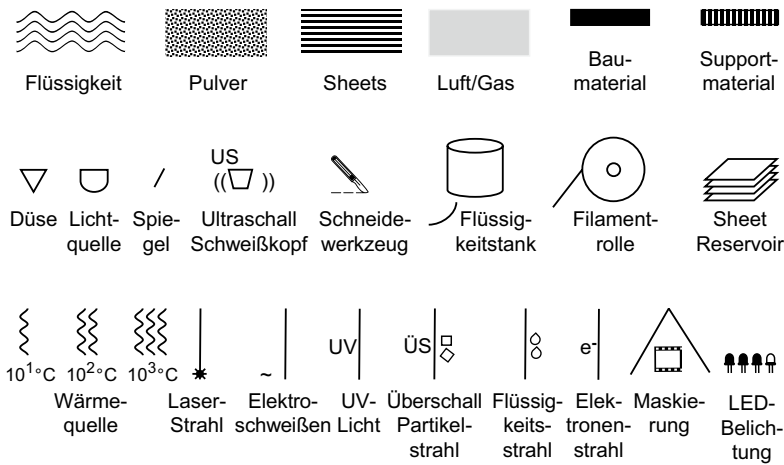 Flüssigkeit Pulver Sheets Luft/Gas Bau- Support-
material material
US
(( ))
Düse Licht- Spie- Ultraschall Schneide- Flüssig- Filament- Sheet
quelle gel Schweißkopf werkzeug keitstank rolle Reservoir
UV ÜS e-
10¹°C 10²°C 10³°C ~
Wärme- Laser- Elektro- UV- Überschall Flüssig- Elek- Maskie- LED-
quelle Strahl schweißen Licht Partikel- keits- tronen- rung Belich-
strahl strahl strahl tung